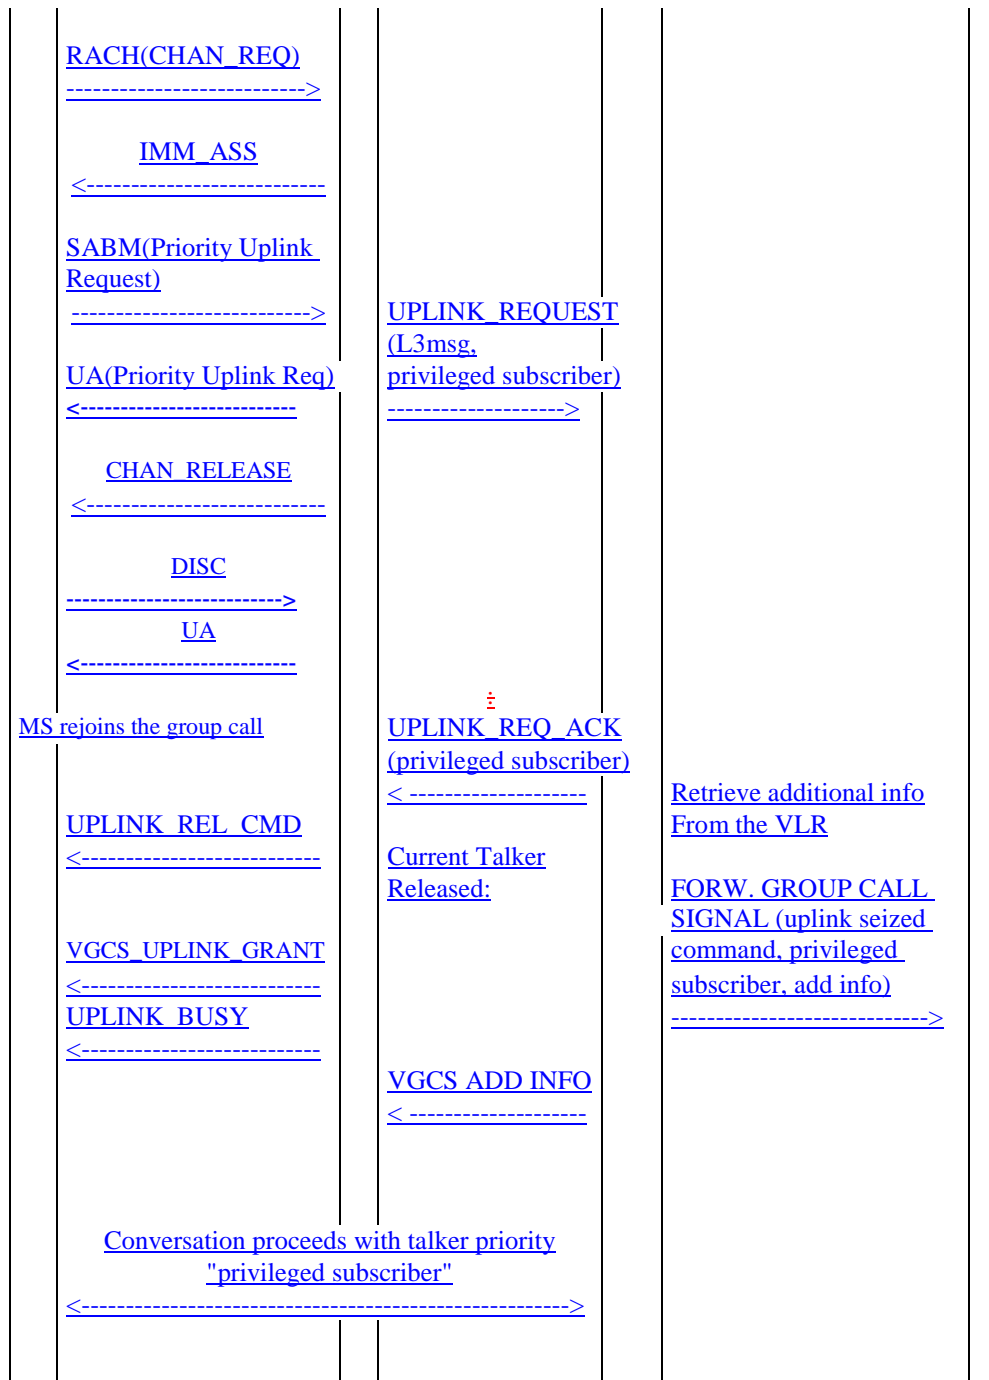 RACH(CHAN_REQ)
--------------------------->
IMM_ASS
<---------------------------
SABM(Priority Uplink
Request)
--------------------------->
UPLINK_REQUEST
(L3msg,
UA(Priority Uplink Req)
privileged subscriber)
<---------------------------
-------------------->
CHAN_RELEASE
<---------------------------
DISC
--------------------------->
UA
<---------------------------
:
MS rejoins the group call
UPLINK_REQ_ACK
(privileged subscriber)
< --------------------
Retrieve additional info
From the VLR
UPLINK_REL_CMD
<---------------------------
Current Talker
Released:
FORW. GROUP CALL
SIGNAL (uplink seized
command, privileged
subscriber, add info)
----------------------------->
VGCS_UPLINK_GRANT
<---------------------------
UPLINK_BUSY
<---------------------------
VGCS ADD INFO
< --------------------
Conversation proceeds with talker priority
"privileged subscriber"
<------------------------------------------------------->